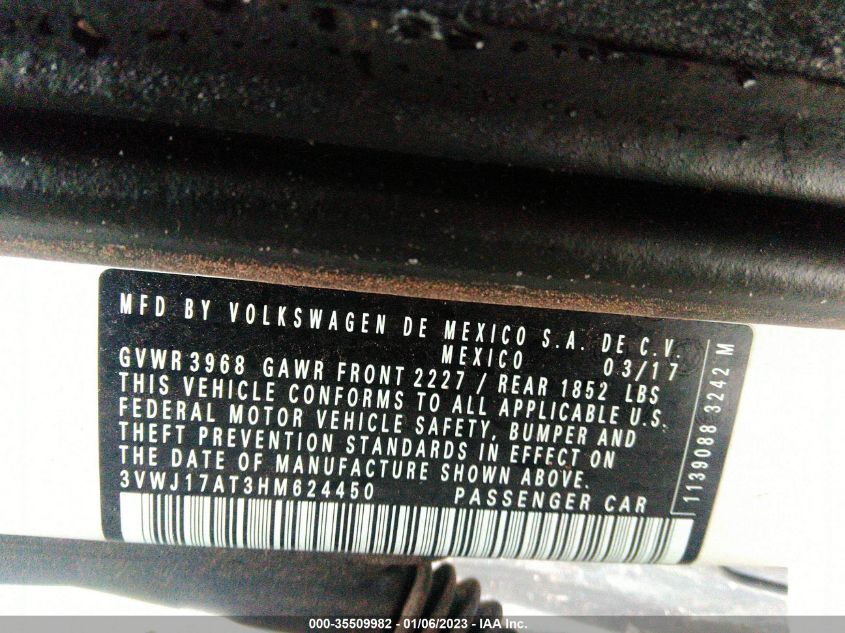 MFD BY VOLKSWAGEN DE MEXICO S.A. DE C.V.
MEXICO 03/17
GVWR 3968 GAWR FRONT 2227 / REAR 1852 LBS
THIS VEHICLE CONFORMS TO ALL APPLICABLE U.S.
FEDERAL MOTOR VEHICLE SAFETY, BUMPER AND
THEFT PREVENTION STANDARDS IN EFFECT ON
THE DATE OF MANUFACTURE SHOWN ABOVE.
3VWJ17AT3HM624450 PASSENGER CAR
1139088 3242 M
000-35509982 - 01/06/2023 - IAA Inc.